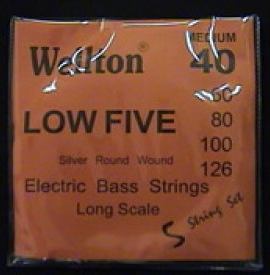 Wellton®
MEDIUM
40
60
LOW FIVE
80
100
Silver Round Wound
126
Electric Bass Strings
Long Scale
5 String Set